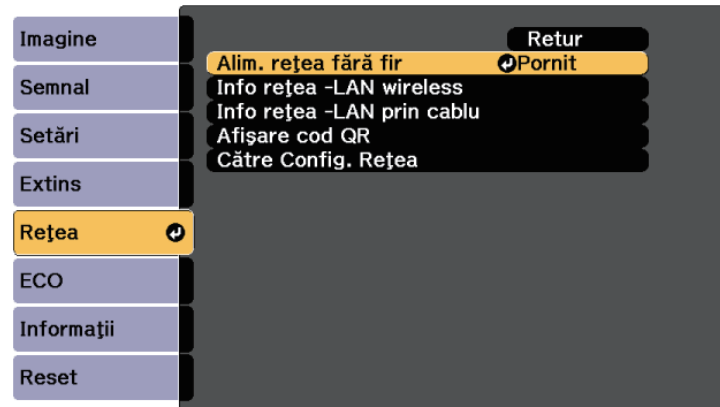 Imagine
Semnal
Setări
Extins
Reţea
ECO
Informaţii
Reset
Retur
Alim. reţea fără fir Pornit
Info reţea -LAN wireless
Info reţea -LAN prin cablu
Afişare cod QR
Către Config. Reţea